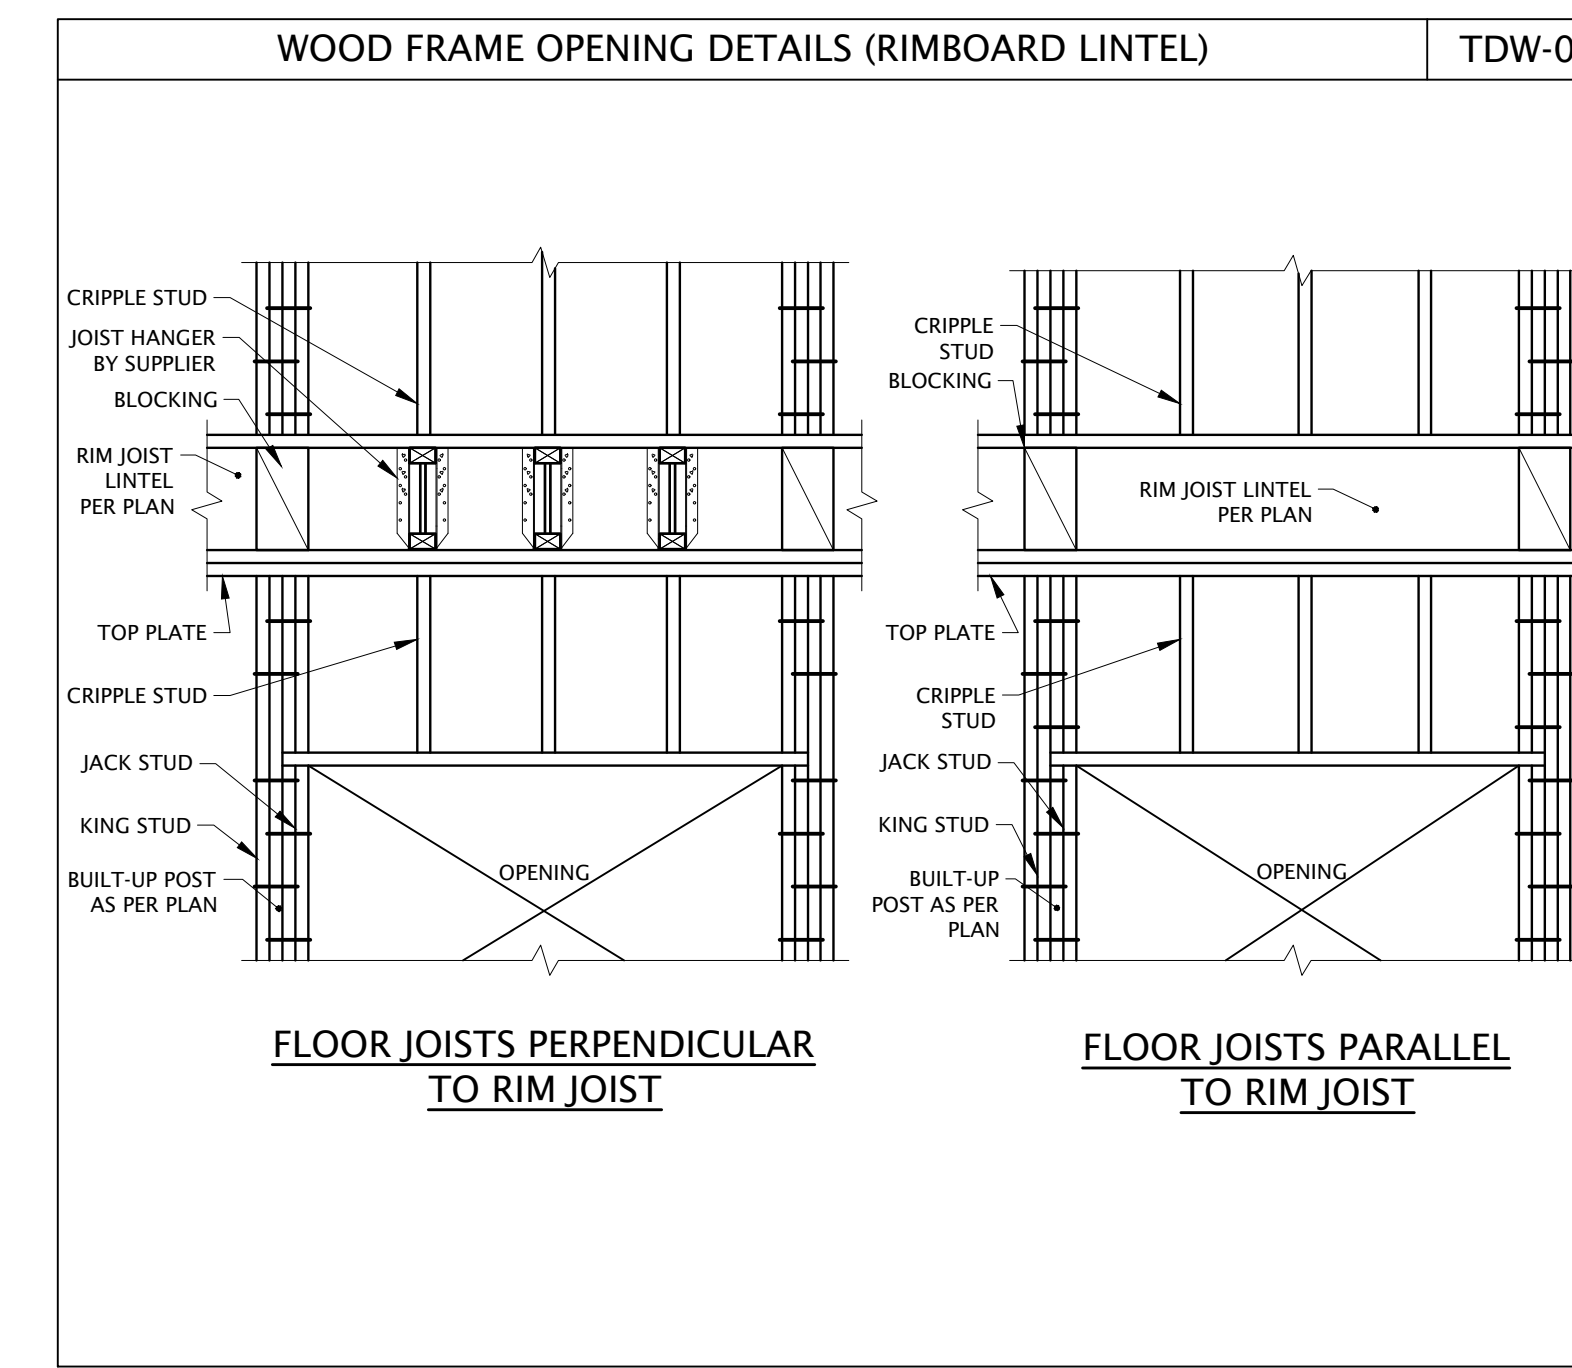 WOOD FRAME OPENING DETAILS (RIMBOARD LINTEL)
TDW-0
CRIPPLE STUD
JOIST HANGER
BY SUPPLIER
BLOCKING
RIM JOIST
LINTEL
PER PLAN
TOP PLATE
CRIPPLE STUD
JACK STUD
KING STUD
BUILT-UP POST
AS PER PLAN
OPENING
FLOOR JOISTS PERPENDICULAR
TO RIM JOIST
CRIPPLE
STUD
BLOCKING
RIM JOIST LINTEL
PER PLAN
TOP PLATE
CRIPPLE
STUD
JACK STUD
KING STUD
BUILT-UP
POST AS PER
PLAN
OPENING
FLOOR JOISTS PARALLEL
TO RIM JOIST